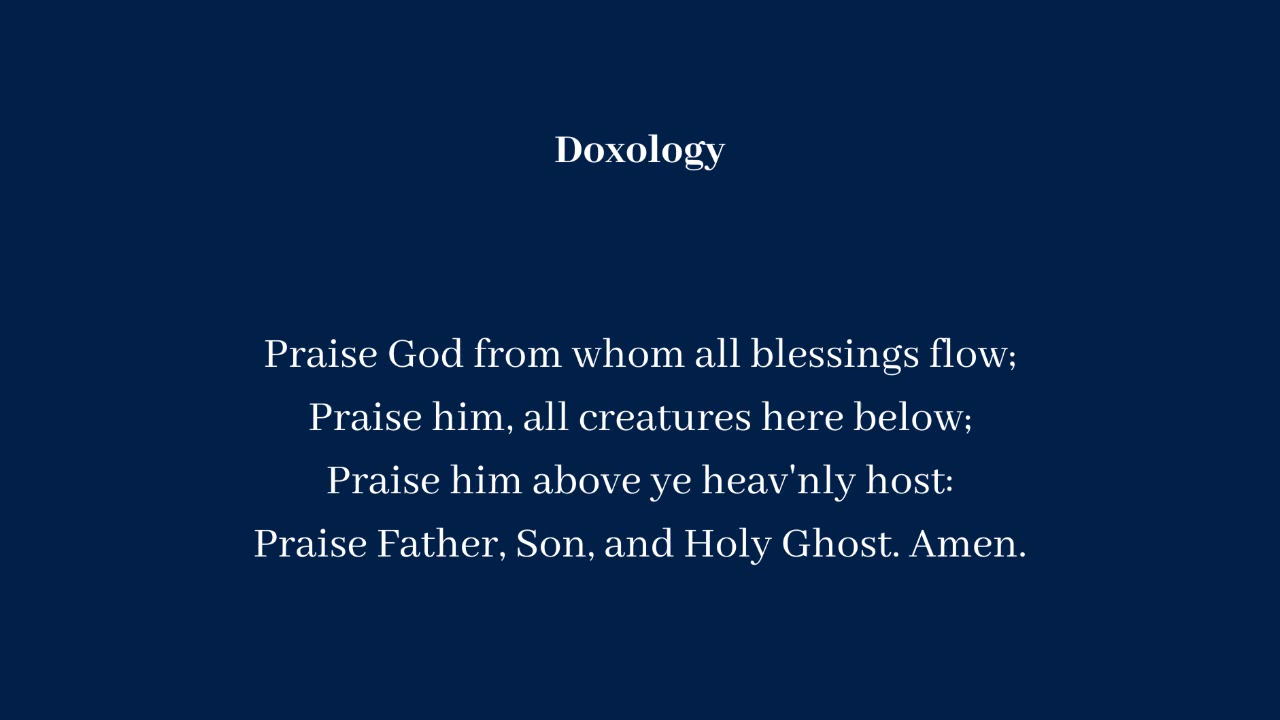 Doxology
Praise God from whom all blessings flow;
Praise him, all creatures here below;
Praise him above ye heav'nly host:
Praise Father, Son, and Holy Ghost. Amen.